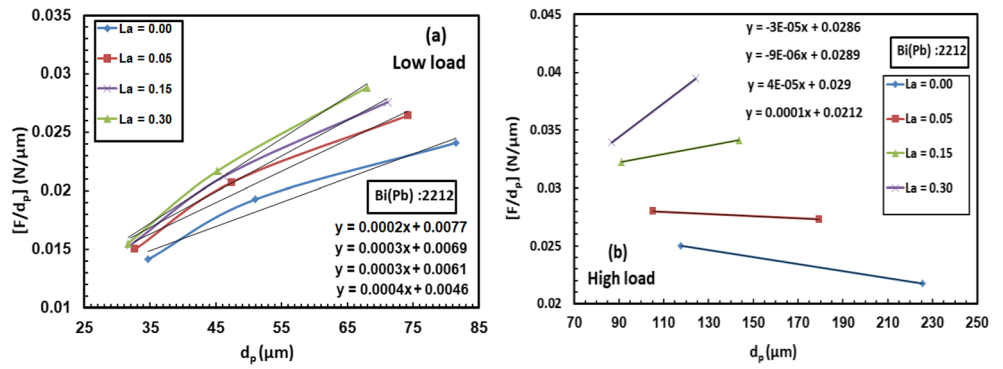 [F/dp] (N/µm)
0.045
0.04
0.035
0.03
0.025
0.02
0.015
0.01
La = 0.00
La = 0.05
La = 0.15
La = 0.30
(a)
Low load
Bi(Pb) :2212
y = 0.0002x + 0.0077
y = 0.0003x + 0.0069
y = 0.0003x + 0.0061
y = 0.0004x + 0.0046
25 35 45 55 65 75 85
dp (µm)
[F/dp] (N/µm)
0.045
0.04
0.035
0.03
0.025
0.02
y = -3E-05x + 0.0286
y = -9E-06x + 0.0289
y = 4E-05x + 0.029
y = 0.0001x + 0.0212
Bi(Pb) :2212
La = 0.00
La = 0.05
La = 0.15
La = 0.30
(b)
High load
70 90 110 130 150 170 190 210 230 250
dp (µm)